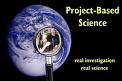 Project-Based
Science
real investigation
real science